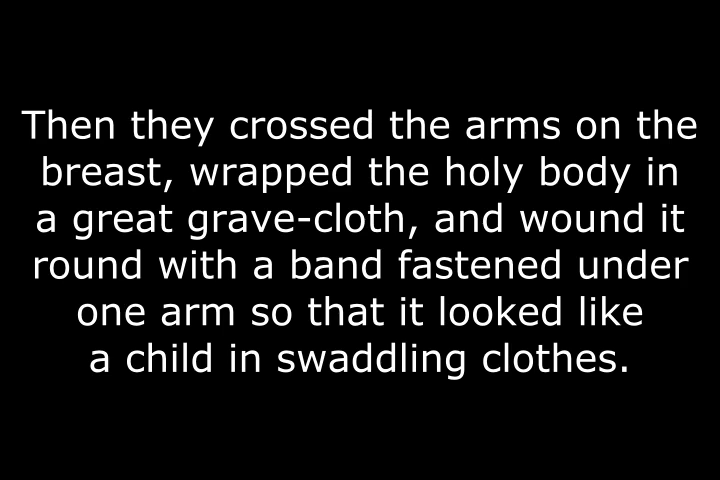 Then they crossed the arms on the
breast, wrapped the holy body in
a great grave-cloth, and wound it
round with a band fastened under
one arm so that it looked like
a child in swaddling clothes.